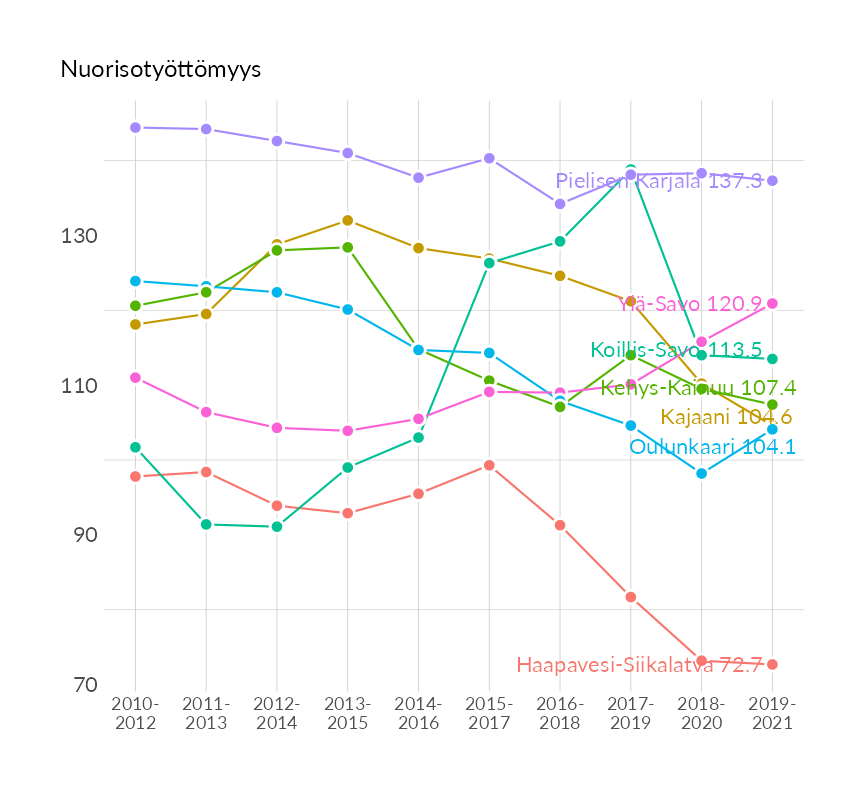 Nuorisotyöttömyys
Pielisen Karjala 137.3
130
Ylä-Savo 120.9
Koillis-Savo 113.5
110
Kehys-Kainuu 107.4
Kajaani 104.6
Oulunkaari 104.1
90
Haapavesi-Siikalatva 72.7
70
2010- 2011- 2012- 2013- 2014- 2015- 2016- 2017- 2018- 2019-
2012 2013 2014 2015 2016 2017 2018 2019 2020 2021